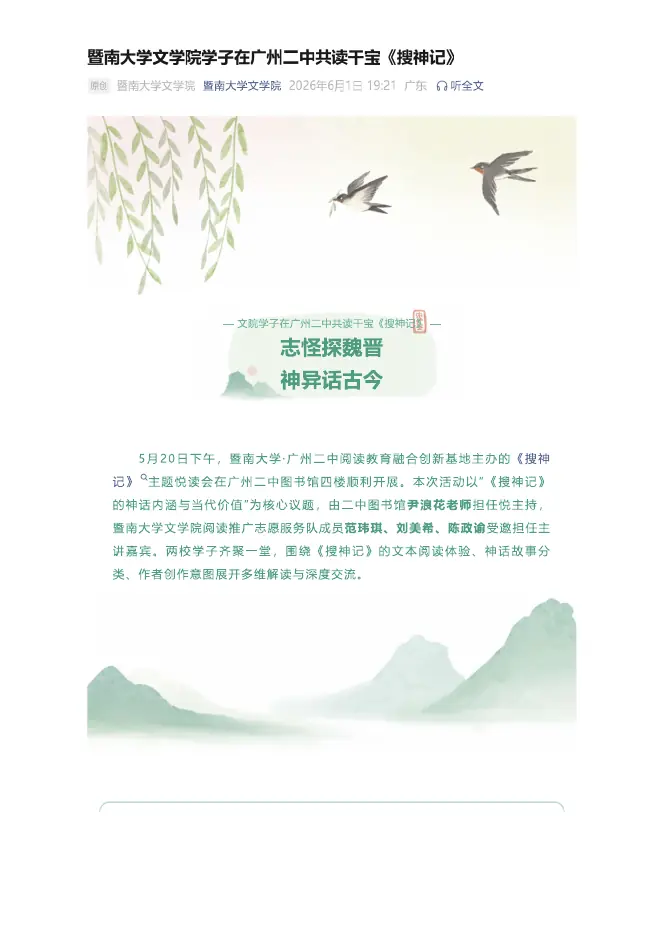 暨南大学文学院学子在广州二中共读干宝《搜神记》
原创 暨南大学文学院 暨南大学文学院 2026年6月1日 19:21 广东 听全文
— 文院学子在广州二中共读干宝《搜神记》 —
志怪探魏晋
神异话古今
5月20日下午，暨南大学·广州二中阅读教育融合创新基地主办的《搜神
记》主题悦读会在广州二中图书馆四楼顺利开展。本次活动以“《搜神记》
的神话内涵与当代价值”为核心议题，由二中图书馆尹浪花老师担任悦主持，
暨南大学文学院阅读推广志愿服务队成员范玮琪、刘美希、陈政谕受邀担任主
讲嘉宾。两校学子齐聚一堂，围绕《搜神记》的文本阅读体验、神话故事分
类、作者创作意图展开多维解读与深度交流。